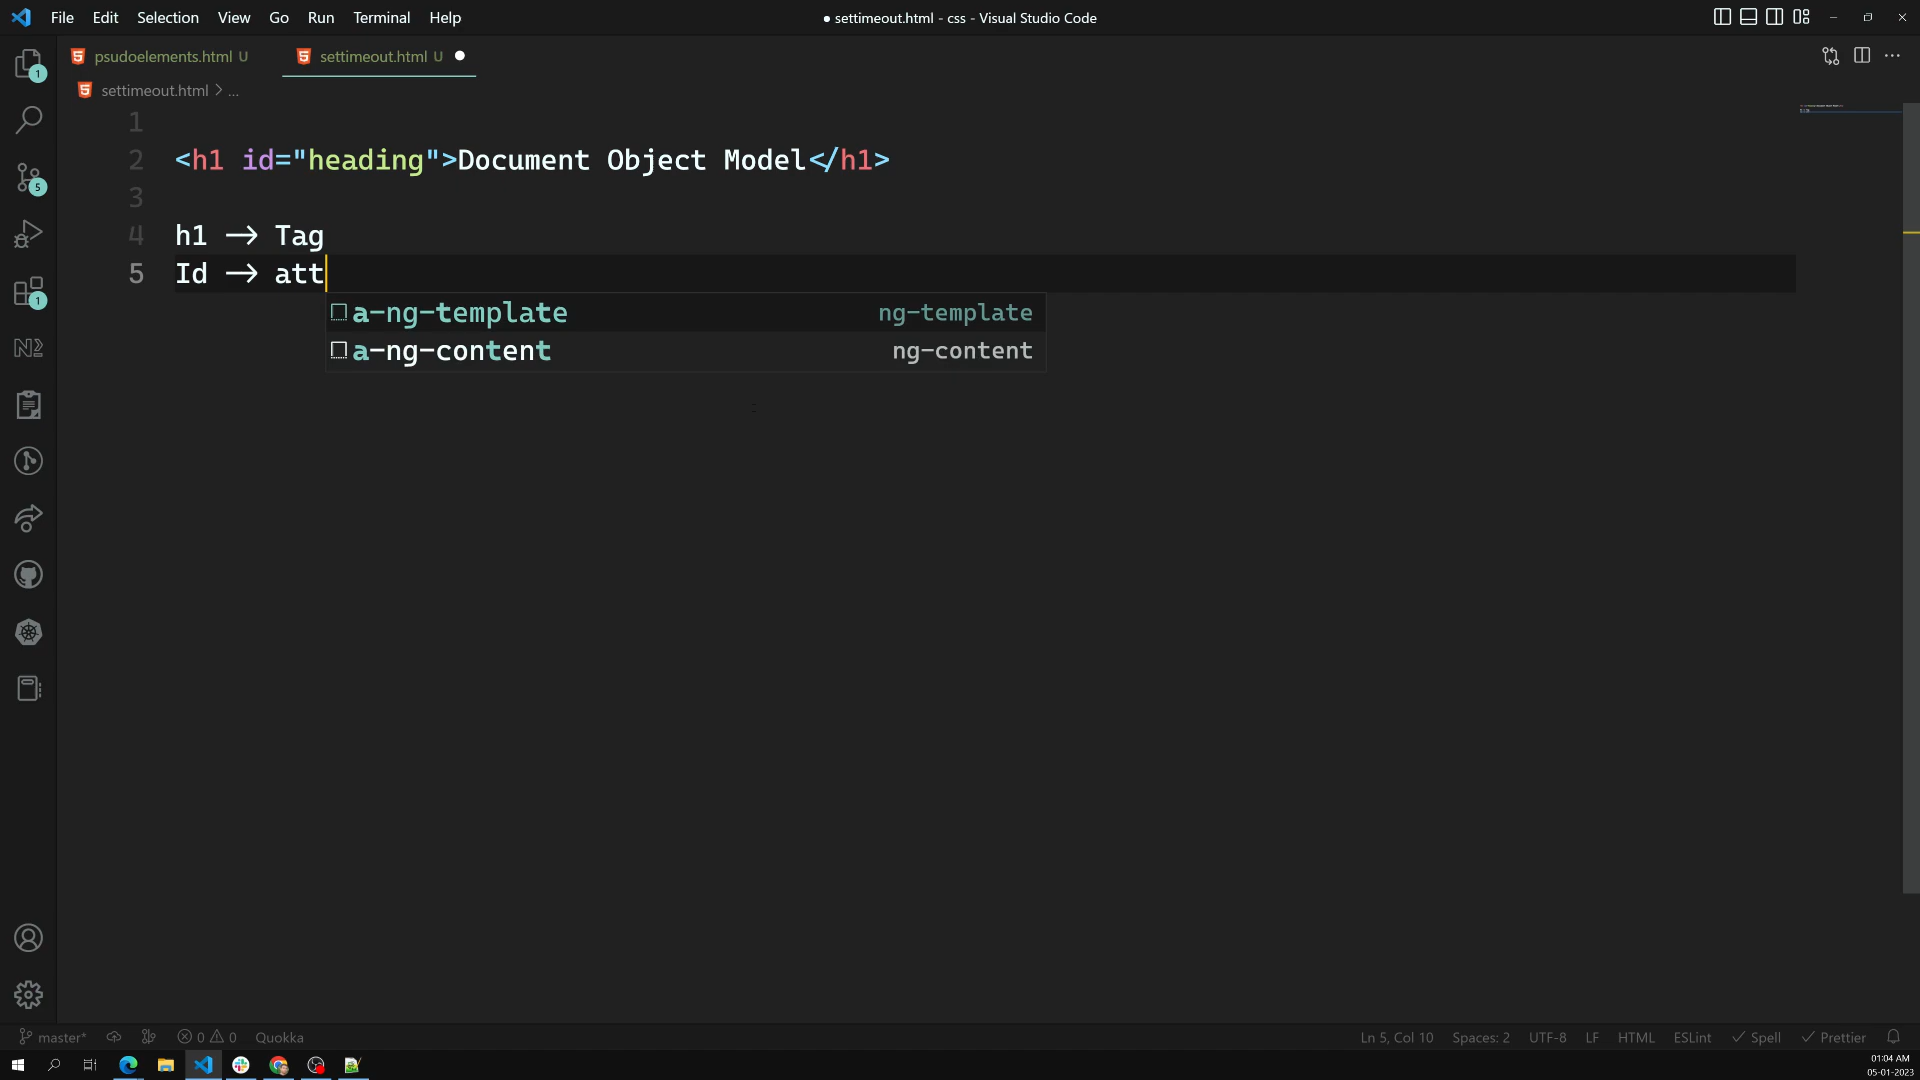 File Edit Selection View Go Run Terminal Help
● settimeout.html - css - Visual Studio Code
psudoelements.html U
settimeout.html U ●
settimeout.html > ...
1
2 <h1 id="heading">Document Object Model</h1>
3
4 h1 -> Tag
5 Id -> att
a-ng-template ng-template
a-ng-content ng-content
1
5
1
master* 0 0 Quokka
Ln 5, Col 10 Spaces: 2 UTF-8 LF HTML ESLint Spell Prettier
01:04 AM
05-01-2023